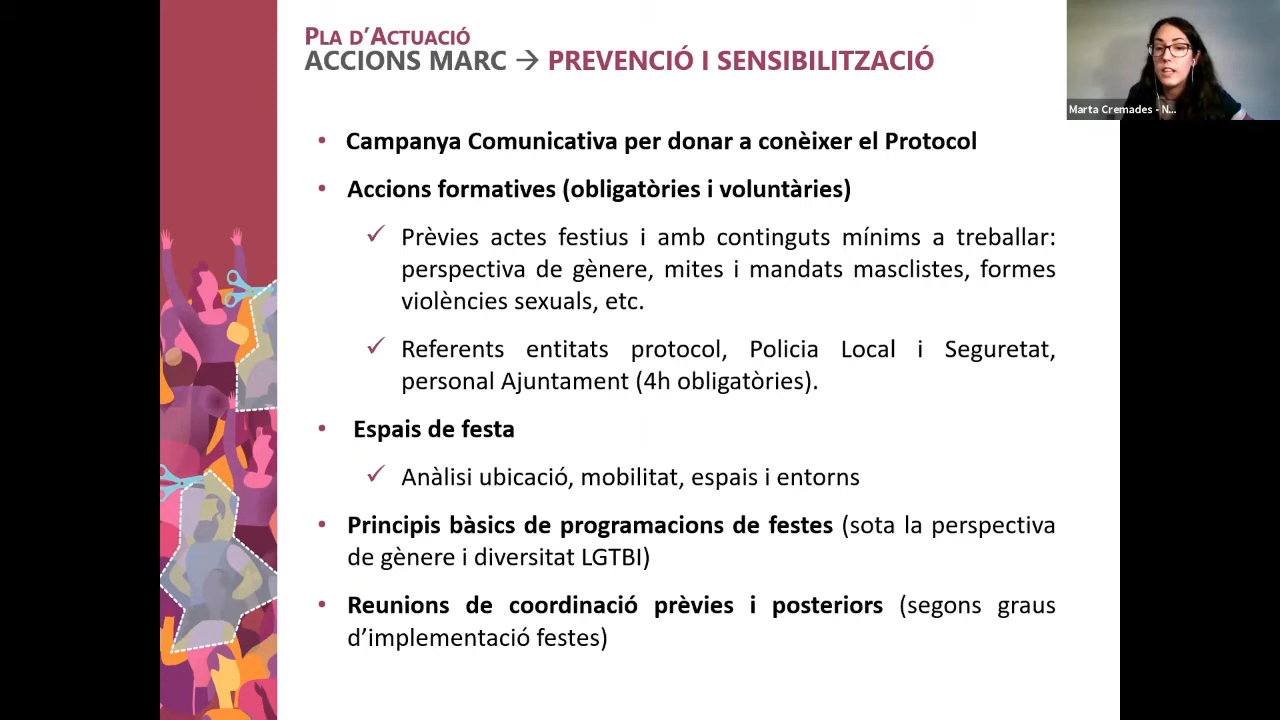 PLA D'ACTUACIÓ
ACCIONS MARC → PREVENCIÓ I SENSIBILITZACIÓ
Marta Cremades - N...
• Campanya Comunicativa per donar a conèixer el Protocol
• Accions formatives (obligatòries i voluntàries)
✓ Prèvies actes festius i amb continguts mínims a treballar:
perspectiva de gènere, mites i mandats masclistes, formes
violències sexuals, etc.
✓ Referents entitats protocol, Policia Local i Seguretat,
personal Ajuntament (4h obligatòries).
• Espais de festa
✓ Anàlisi ubicació, mobilitat, espais i entorns
• Principis bàsics de programacions de festes (sota la perspectiva
de gènere i diversitat LGTBI)
• Reunions de coordinació prèvies i posteriors (segons graus
d'implementació festes)